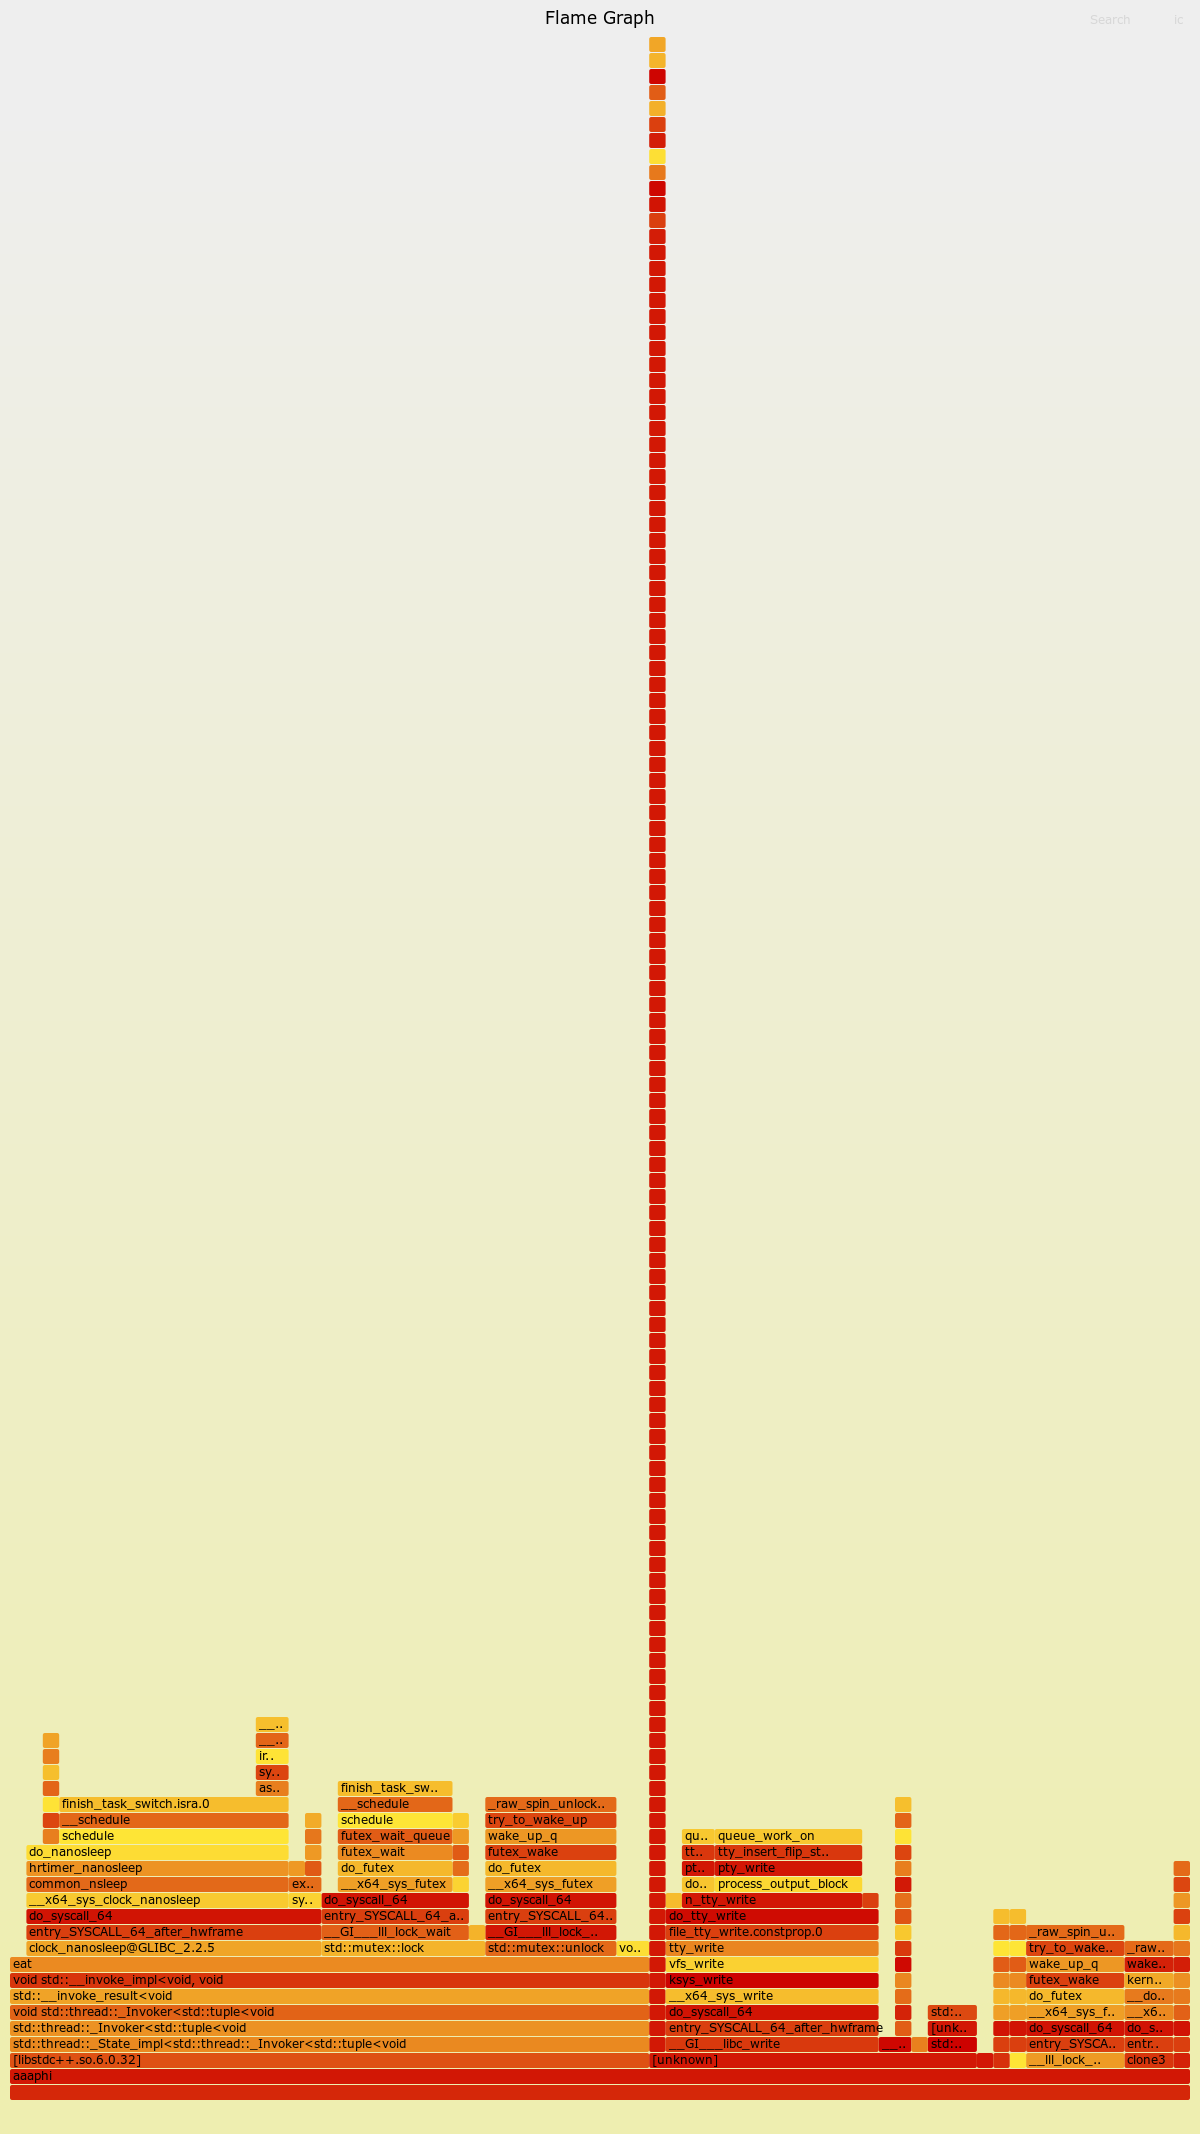 Flame Graph
Search ic
__..
__..
ir..
sy..
as.. finish_task_sw..
finish_task_switch.isra.0 __schedule _raw_spin_unlock..
__schedule schedule try_to_wake_up
schedule futex_wait_queue wake_up_q qu.. queue_work_on
do_nanosleep futex_wait futex_wake tt.. tty_insert_flip_st..
hrtimer_nanosleep do_futex do_futex pt.. pty_write
common_nsleep ex.. __x64_sys_futex __x64_sys_futex do.. process_output_block
__x64_sys_clock_nanosleep sy.. do_syscall_64 do_syscall_64 n_tty_write
do_syscall_64 entry_SYSCALL_64_a.. entry_SYSCALL_64.. do_tty_write
entry_SYSCALL_64_after_hwframe __GI___lll_lock_wait __GI___lll_lock_.. file_tty_write.constprop.0 _raw_spin_u..
clock_nanosleep@GLIBC_2.2.5 std::mutex::lock std::mutex::unlock vo.. tty_write try_to_wake.. _raw..
eat vfs_write wake_up_q wake..
void std::__invoke_impl<void, void ksys_write futex_wake kern..
std::__invoke_result<void __x64_sys_write do_futex __do..
void std::thread::_Invoker<std::tuple<void do_syscall_64 std:.. __x64_sys_f.. __x6..
std::thread::_Invoker<std::tuple<void entry_SYSCALL_64_after_hwframe [unk.. do_syscall_64 do_s..
std::thread::_State_impl<std::thread::_Invoker<std::tuple<void __GI___libc_write __.. std:.. entry_SYSCA.. entr..
[libstdc++.so.6.0.32] [unknown] __lll_lock_.. clone3
aaaphi